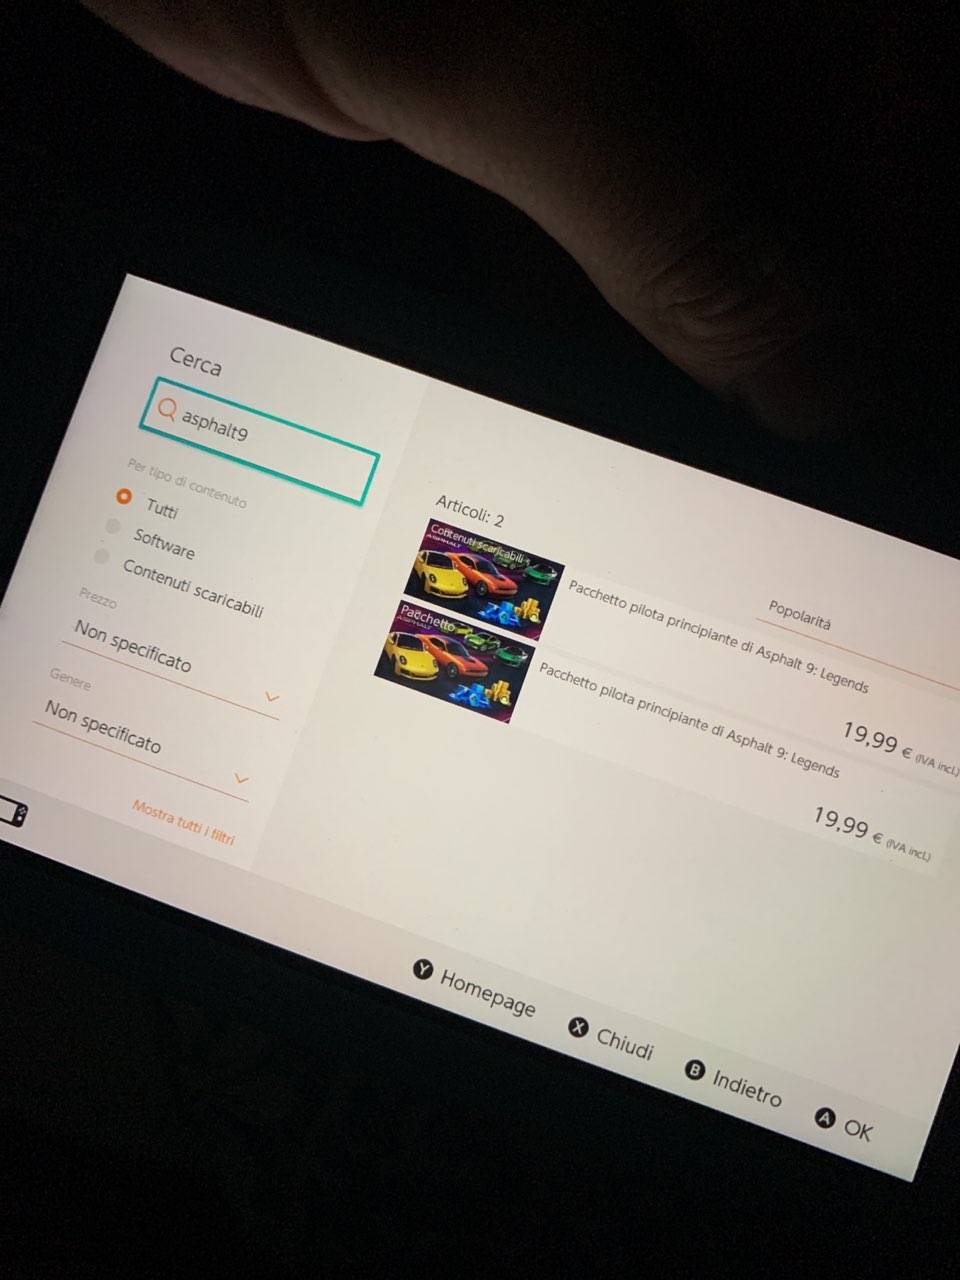 Cerca
asphalt9
Per tipo di contenuto
Tutti
Software
Contenuti scaricabili
Prezzo
Non specificato
Genere
Non specificato
Mostra tutti i filtri
Articoli: 2
Popolarità
Contenuti scaricabili
ASPHALT
Pacchetto pilota principiante di Asphalt 9: Legends
19,99 € (IVA incl.)
Pacchetto
ASPHALT
Pacchetto pilota principiante di Asphalt 9: Legends
19,99 € (IVA incl.)
Y Homepage
X Chiudi
B Indietro
A OK